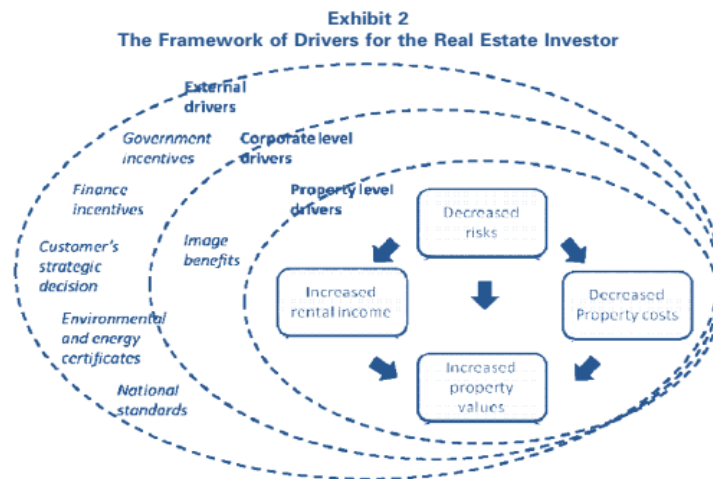 Exhibit 2
The Framework of Drivers for the Real Estate Investor
External
drivers
Government
incentives
Corporate level
drivers
Finance
incentives
Property level
drivers
Customer's
strategic
decision
Image
benefits
Environmental
and energy
certificates
National
standards
Decreased
risks
Increased
rental income
Decreased
Property costs
Increased
property
values